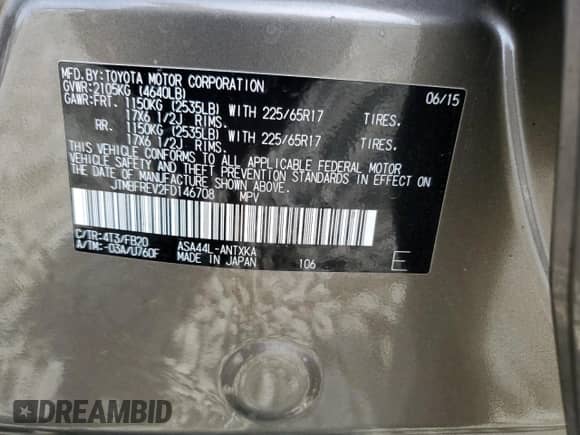 MFD.BY:TOYOTA MOTOR CORPORATION 06/15
GVWR:2105KG (4640LB)
GAWR:FRT. 1150KG (2535LB) WITH 225/65R17 TIRES.
17X6 1/2J RIMS.
RR. 1150KG (2535LB) WITH 225/65R17 TIRES.
17X6 1/2J RIMS.
THIS VEHICLE CONFORMS TO ALL APPLICABLE FEDERAL MOTOR
VEHICLE SAFETY AND THEFT PREVENTION STANDARDS IN EFFECT ON
THE DATE OF MANUFACTURE SHOWN ABOVE.
JTMBFREV2FD146708 MPV
C/TR:4T3/FB20 ASA44L-ANTXKA
A/TM:-03A/U760F MADE IN JAPAN 106 E
DREAMBID